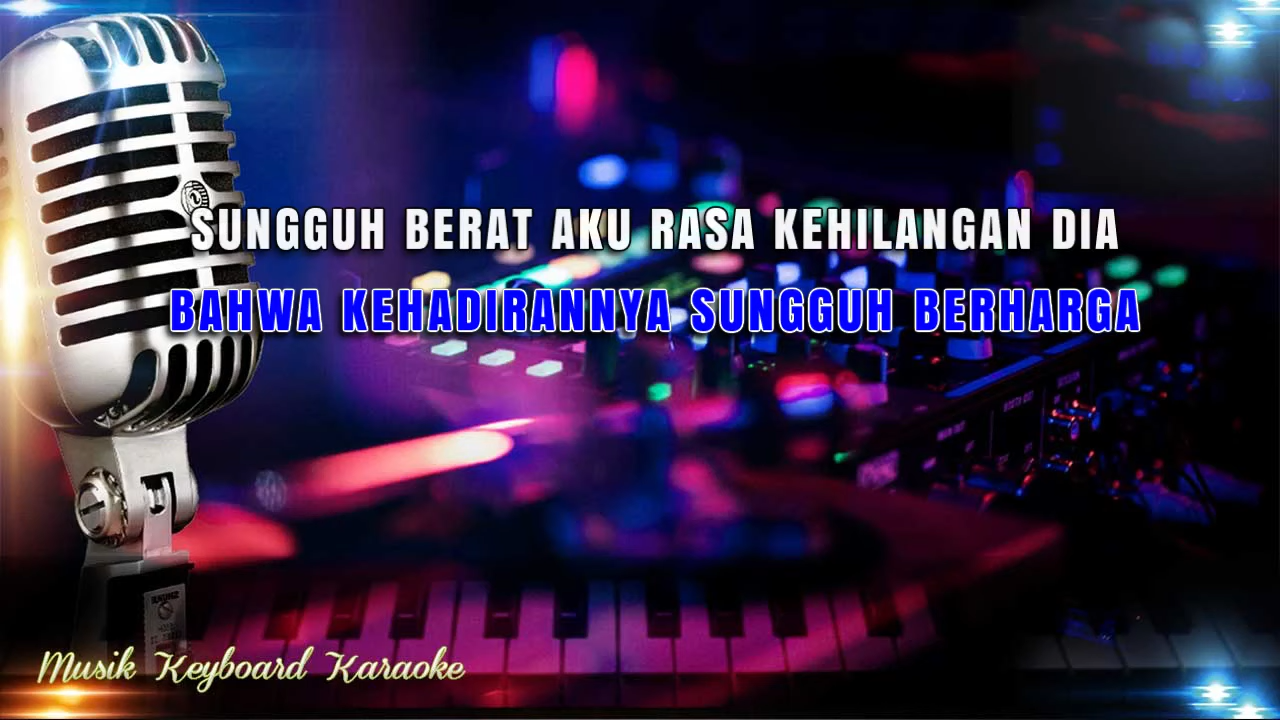 SUNGGUH BERAT AKU RASA KEHILANGAN DIA
BAHWA KEHADIRANNYA SUNGGUH BERHARGA
Musik Keyboard Karaoke